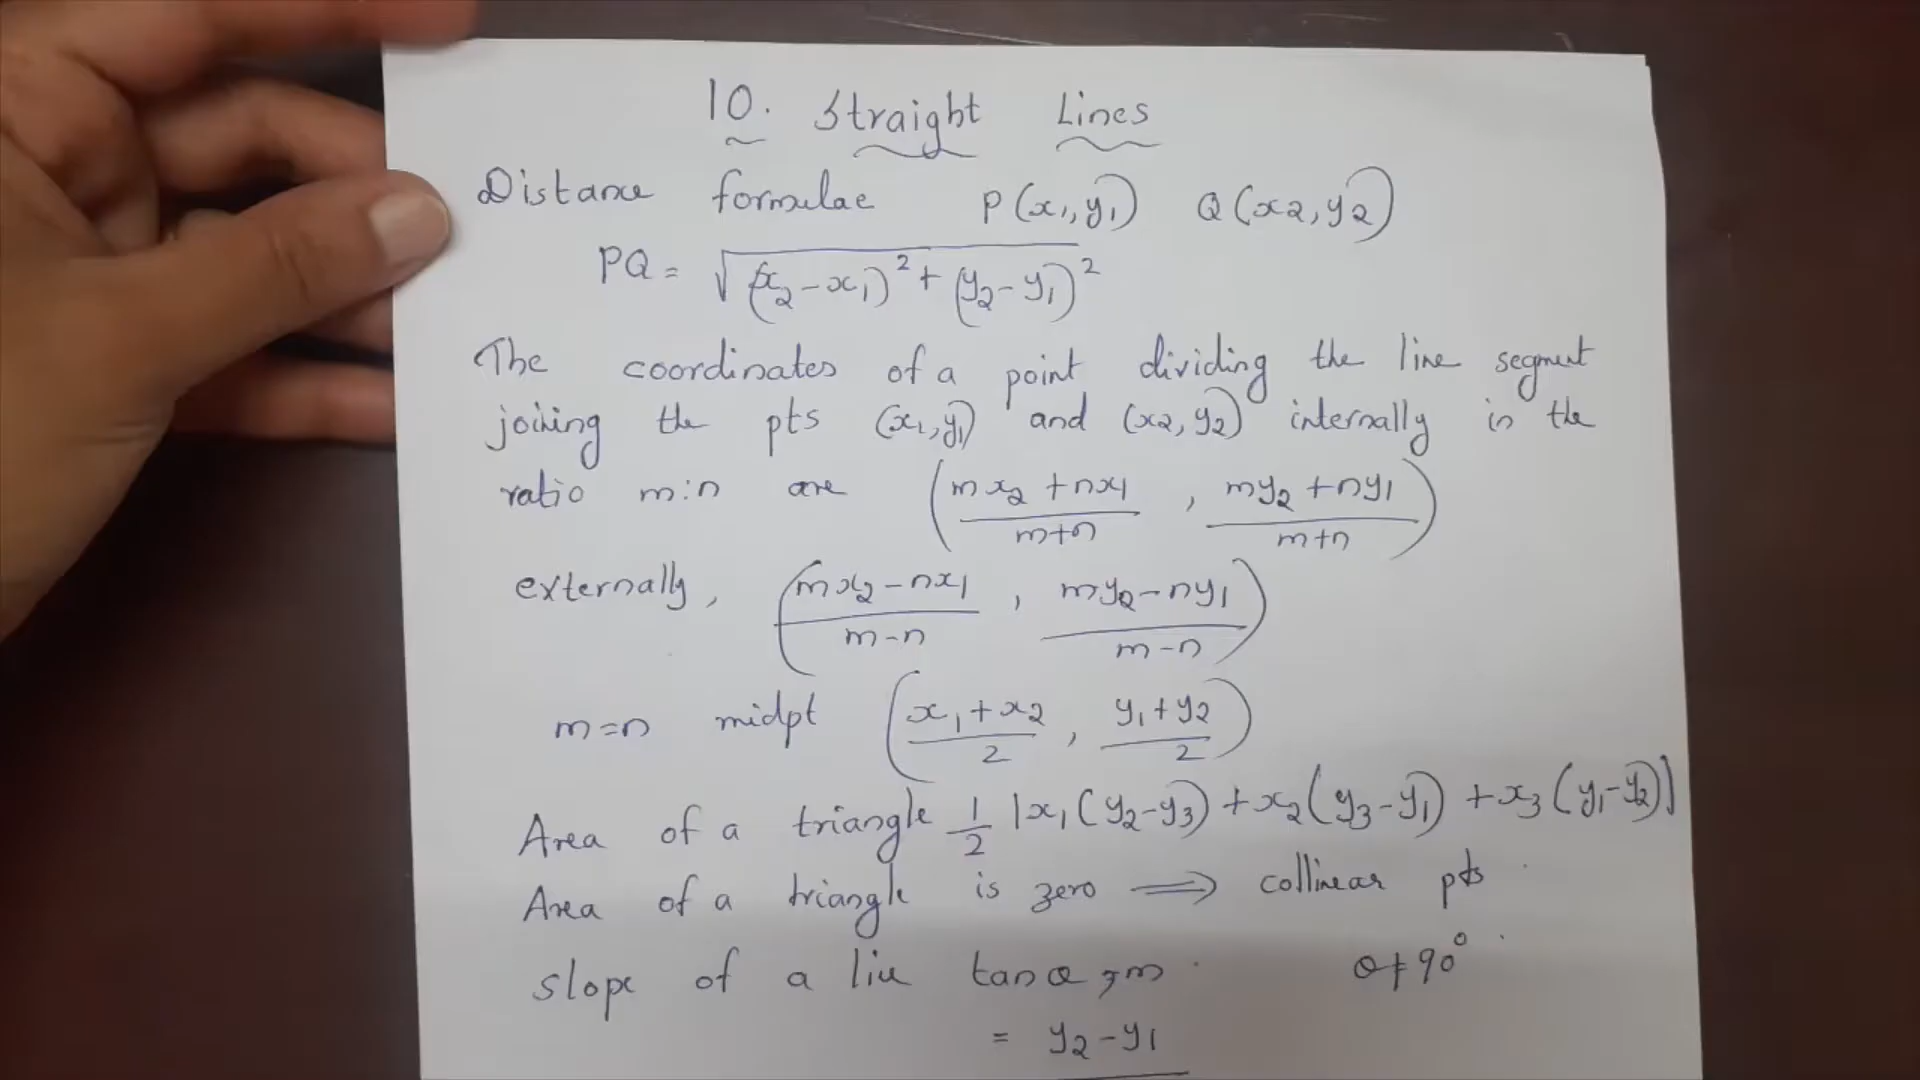 10. Straight Lines
Distance formulae P(x₁,y₁) Q(x₂,y₂)
PQ = √(x₂-x₁)²+(y₂-y₁)²
The coordinates of a point dividing the line segment
joining the pts (x₁,y₁) and (x₂,y₂) internally in the
ratio m:n are (mx₂+nx₁/m+n , my₂+ny₁/m+n)
externally, (mx₂-nx₁/m-n , my₂-ny₁/m-n)
m=n midpt (x₁+x₂/2 , y₁+y₂/2)
Area of a triangle 1/2 |x₁(y₂-y₃)+x₂(y₃-y₁)+x₃(y₁-y₂)|
Area of a triangle is zero ⟹ collinear pts
slope of a line tanθ = m θ≠90°
= y₂-y₁